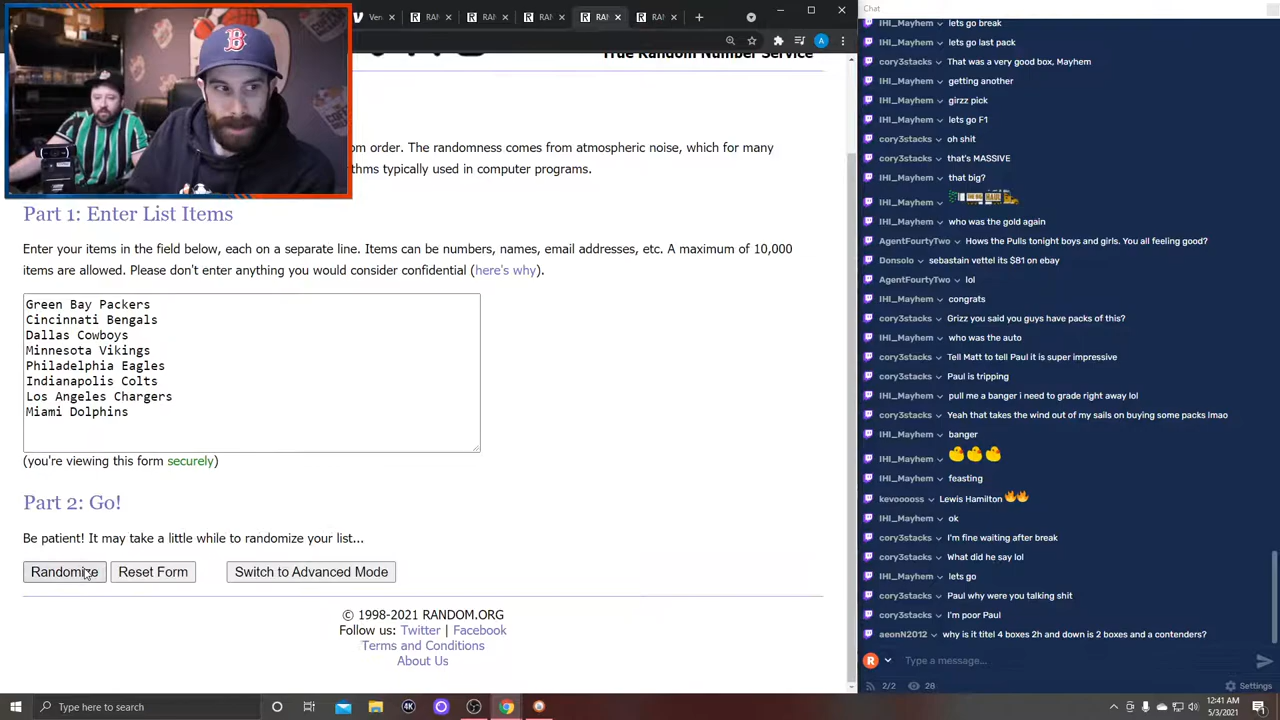 Ven
RA
RAI
RAI
True Random Number Service
om order. The randomness comes from atmospheric noise, which for many
thms typically used in computer programs.
Part 1: Enter List Items
Enter your items in the field below, each on a separate line. Items can be numbers, names, email addresses, etc. A maximum of 10,000
items are allowed. Please don't enter anything you would consider confidential (here's why).
Green Bay Packers
Cincinnati Bengals
Dallas Cowboys
Minnesota Vikings
Philadelphia Eagles
Indianapolis Colts
Los Angeles Chargers
Miami Dolphins
(you're viewing this form securely)
Part 2: Go!
Be patient! It may take a little while to randomize your list...
Randomize Reset Form Switch to Advanced Mode
© 1998-2021 RANDOM.ORG
Follow us: Twitter | Facebook
Terms and Conditions
About Us
Chat
IHI_Mayhem lets go break
IHI_Mayhem lets go last pack
cory3stacks That was a very good box, Mayhem
IHI_Mayhem getting another
IHI_Mayhem girzz pick
IHI_Mayhem lets go F1
cory3stacks oh shit
cory3stacks that's MASSIVE
IHI_Mayhem that big?
IHI_Mayhem
IHI_Mayhem who was the gold again
AgentFourtyTwo Hows the Pulls tonight boys and girls. You all feeling good?
Donsolo sebastain vettel its $81 on ebay
AgentFourtyTwo lol
IHI_Mayhem congrats
cory3stacks Grizz you said you guys have packs of this?
IHI_Mayhem who was the auto
cory3stacks Tell Matt to tell Paul it is super impressive
cory3stacks Paul is tripping
IHI_Mayhem pull me a banger i need to grade right away lol
cory3stacks Yeah that takes the wind out of my sails on buying some packs lmao
IHI_Mayhem banger
IHI_Mayhem
IHI_Mayhem feasting
kevooooss Lewis Hamilton
IHI_Mayhem ok
cory3stacks I'm fine waiting after break
cory3stacks What did he say lol
IHI_Mayhem lets go
cory3stacks Paul why were you talking shit
cory3stacks I'm poor Paul
aeonN2012 why is it titel 4 boxes 2h and down is 2 boxes and a contenders?
R Type a message...
2/2 28 Settings
Type here to search
12:41 AM
5/3/2021